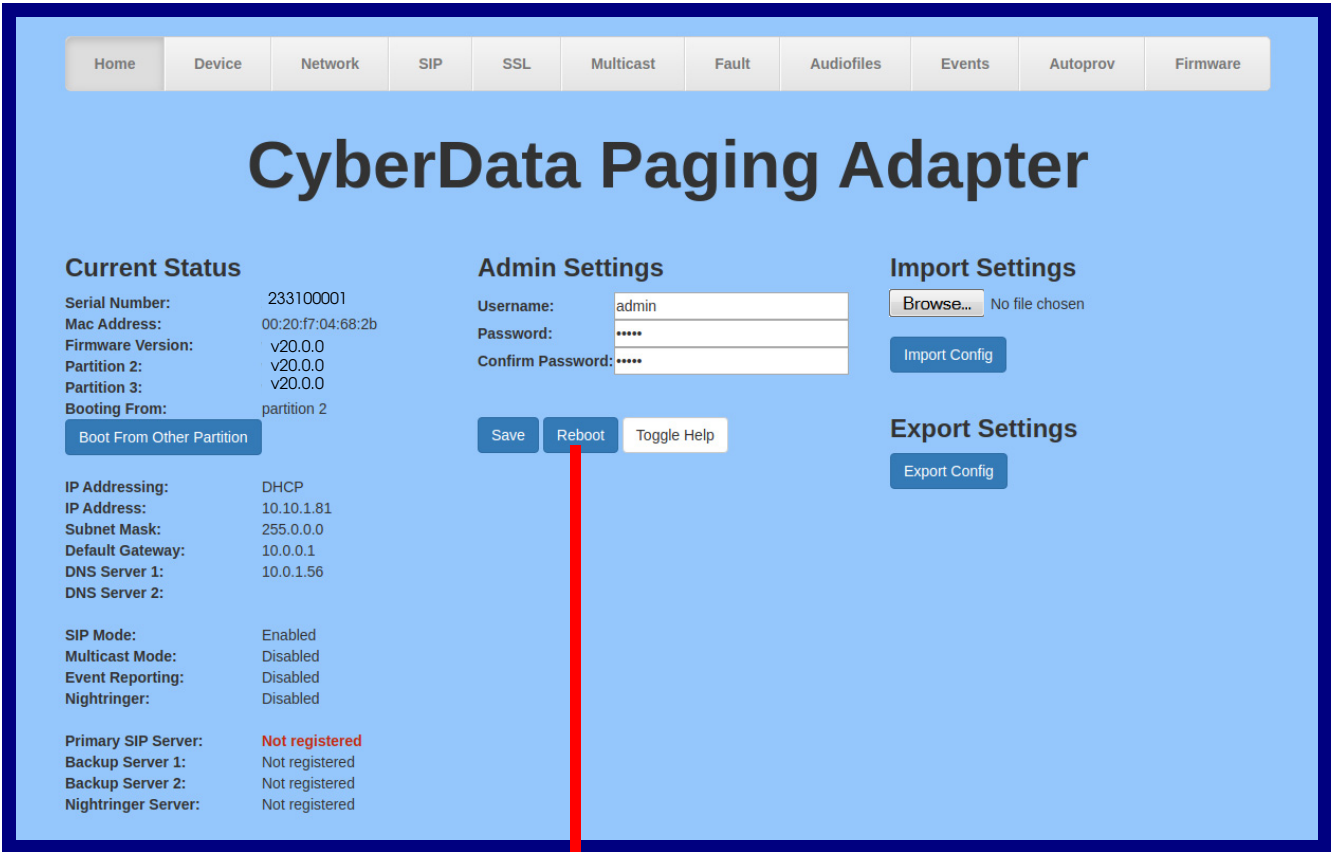 Home Device Network SIP SSL Multicast Fault Audiofiles Events Autoprov Firmware
CyberData Paging Adapter
Current Status
Serial Number: 233100001
Mac Address: 00:20:f7:04:68:2b
Firmware Version: v20.0.0
Partition 2: v20.0.0
Partition 3: v20.0.0
Booting From: partition 2
Boot From Other Partition
IP Addressing: DHCP
IP Address: 10.10.1.81
Subnet Mask: 255.0.0.0
Default Gateway: 10.0.0.1
DNS Server 1: 10.0.1.56
DNS Server 2:
SIP Mode: Enabled
Multicast Mode: Disabled
Event Reporting: Disabled
Nightringer: Disabled
Primary SIP Server: Not registered
Backup Server 1: Not registered
Backup Server 2: Not registered
Nightringer Server: Not registered
Admin Settings
Username: admin
Password: •••••
Confirm Password: •••••
Save Reboot Toggle Help
Import Settings
Browse... No file chosen
Import Config
Export Settings
Export Config